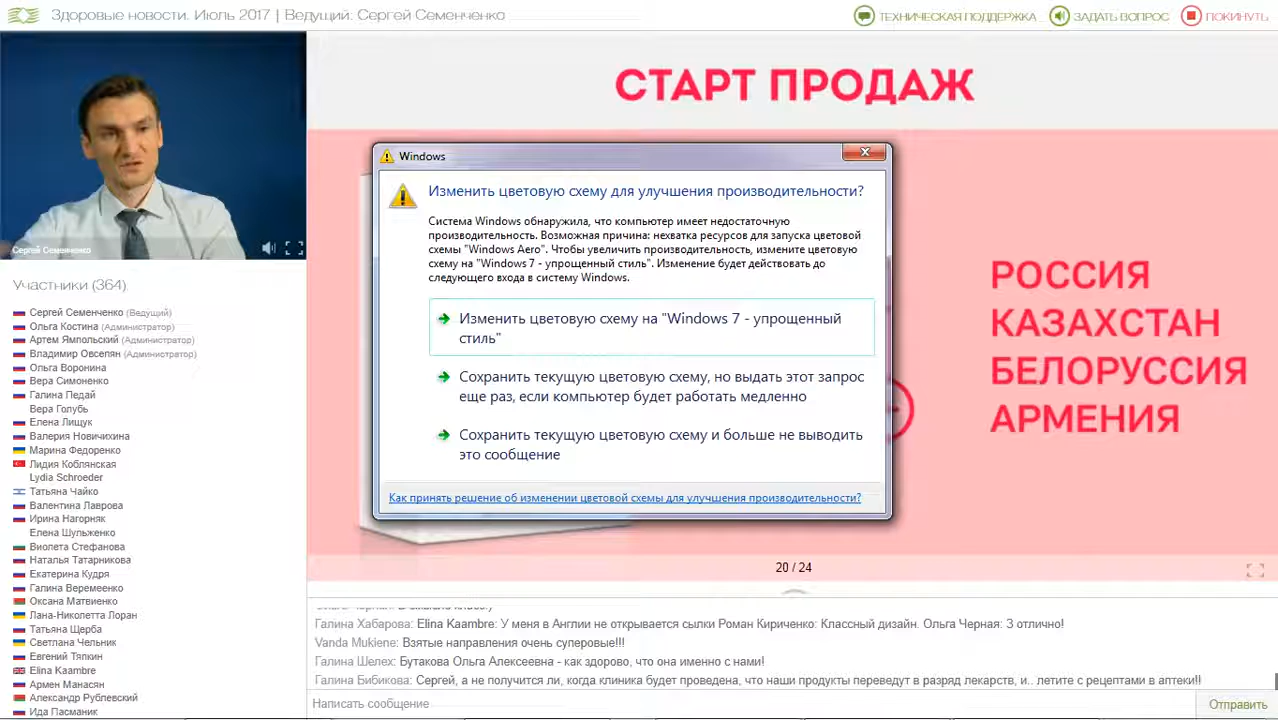 Здоровые новости. Июль 2017 | Ведущий: Сергей Семенченко
ТЕХНИЧЕСКАЯ ПОДДЕРЖКА
ЗАДАТЬ ВОПРОС
ПОКИНУТЬ
Сергей Семенченко
Участники (364)
Сергей Семенченко (Ведущий)
Ольга Костина (Администратор)
Артем Ямпольский (Администратор)
Владимир Овсепян (Администратор)
Ольга Воронина
Вера Симоненко
Галина Педай
Вера Голубь
Елена Лищук
Валерия Новичихина
Марина Федоренко
Лидия Коблянская
Lydia Schroeder
Татьяна Чайко
Валентина Лаврова
Ирина Нагорняк
Елена Шульженко
Виолета Стефанова
Наталья Татарникова
Екатерина Кудря
Галина Веремеенко
Оксана Матвиенко
Лана-Николетта Лоран
Татьяна Щерба
Светлана Чельник
Евгений Тяпкин
Elina Kaambre
Армен Манасян
Александр Рублевский
Ида Пасманик
СТАРТ ПРОДАЖ
Windows
Изменить цветовую схему для улучшения производительности?
Система Windows обнаружила, что компьютер имеет недостаточную
производительность. Возможная причина: нехватка ресурсов для запуска цветовой
схемы "Windows Aero". Чтобы увеличить производительность, измените цветовую
схему на "Windows 7 - упрощенный стиль". Изменение будет действовать до
следующего входа в систему Windows.
Изменить цветовую схему на "Windows 7 - упрощенный
стиль"
Сохранить текущую цветовую схему, но выдать этот запрос
еще раз, если компьютер будет работать медленно
Сохранить текущую цветовую схему и больше не выводить
это сообщение
Как принять решение об изменении цветовой схемы для улучшения производительности?
РОССИЯ
КАЗАХСТАН
БЕЛОРУССИЯ
АРМЕНИЯ
20 / 24
Галина Хабарова: Elina Kaambre: У меня в Англии не открывается сылки Роман Кириченко: Классный дизайн. Ольга Черная: З отлично!
Vanda Mukiene: Взятые направления очень суперовые!!!
Галина Шелех: Бутакова Ольга Алексеевна - как здорово, что она именно с нами!
Галина Бибикова: Сергей, а не получится ли, когда клиника будет проведена, что наши продукты переведут в разряд лекарств, и.. летите с рецептами в аптеки!!
Написать сообщение
Отправить